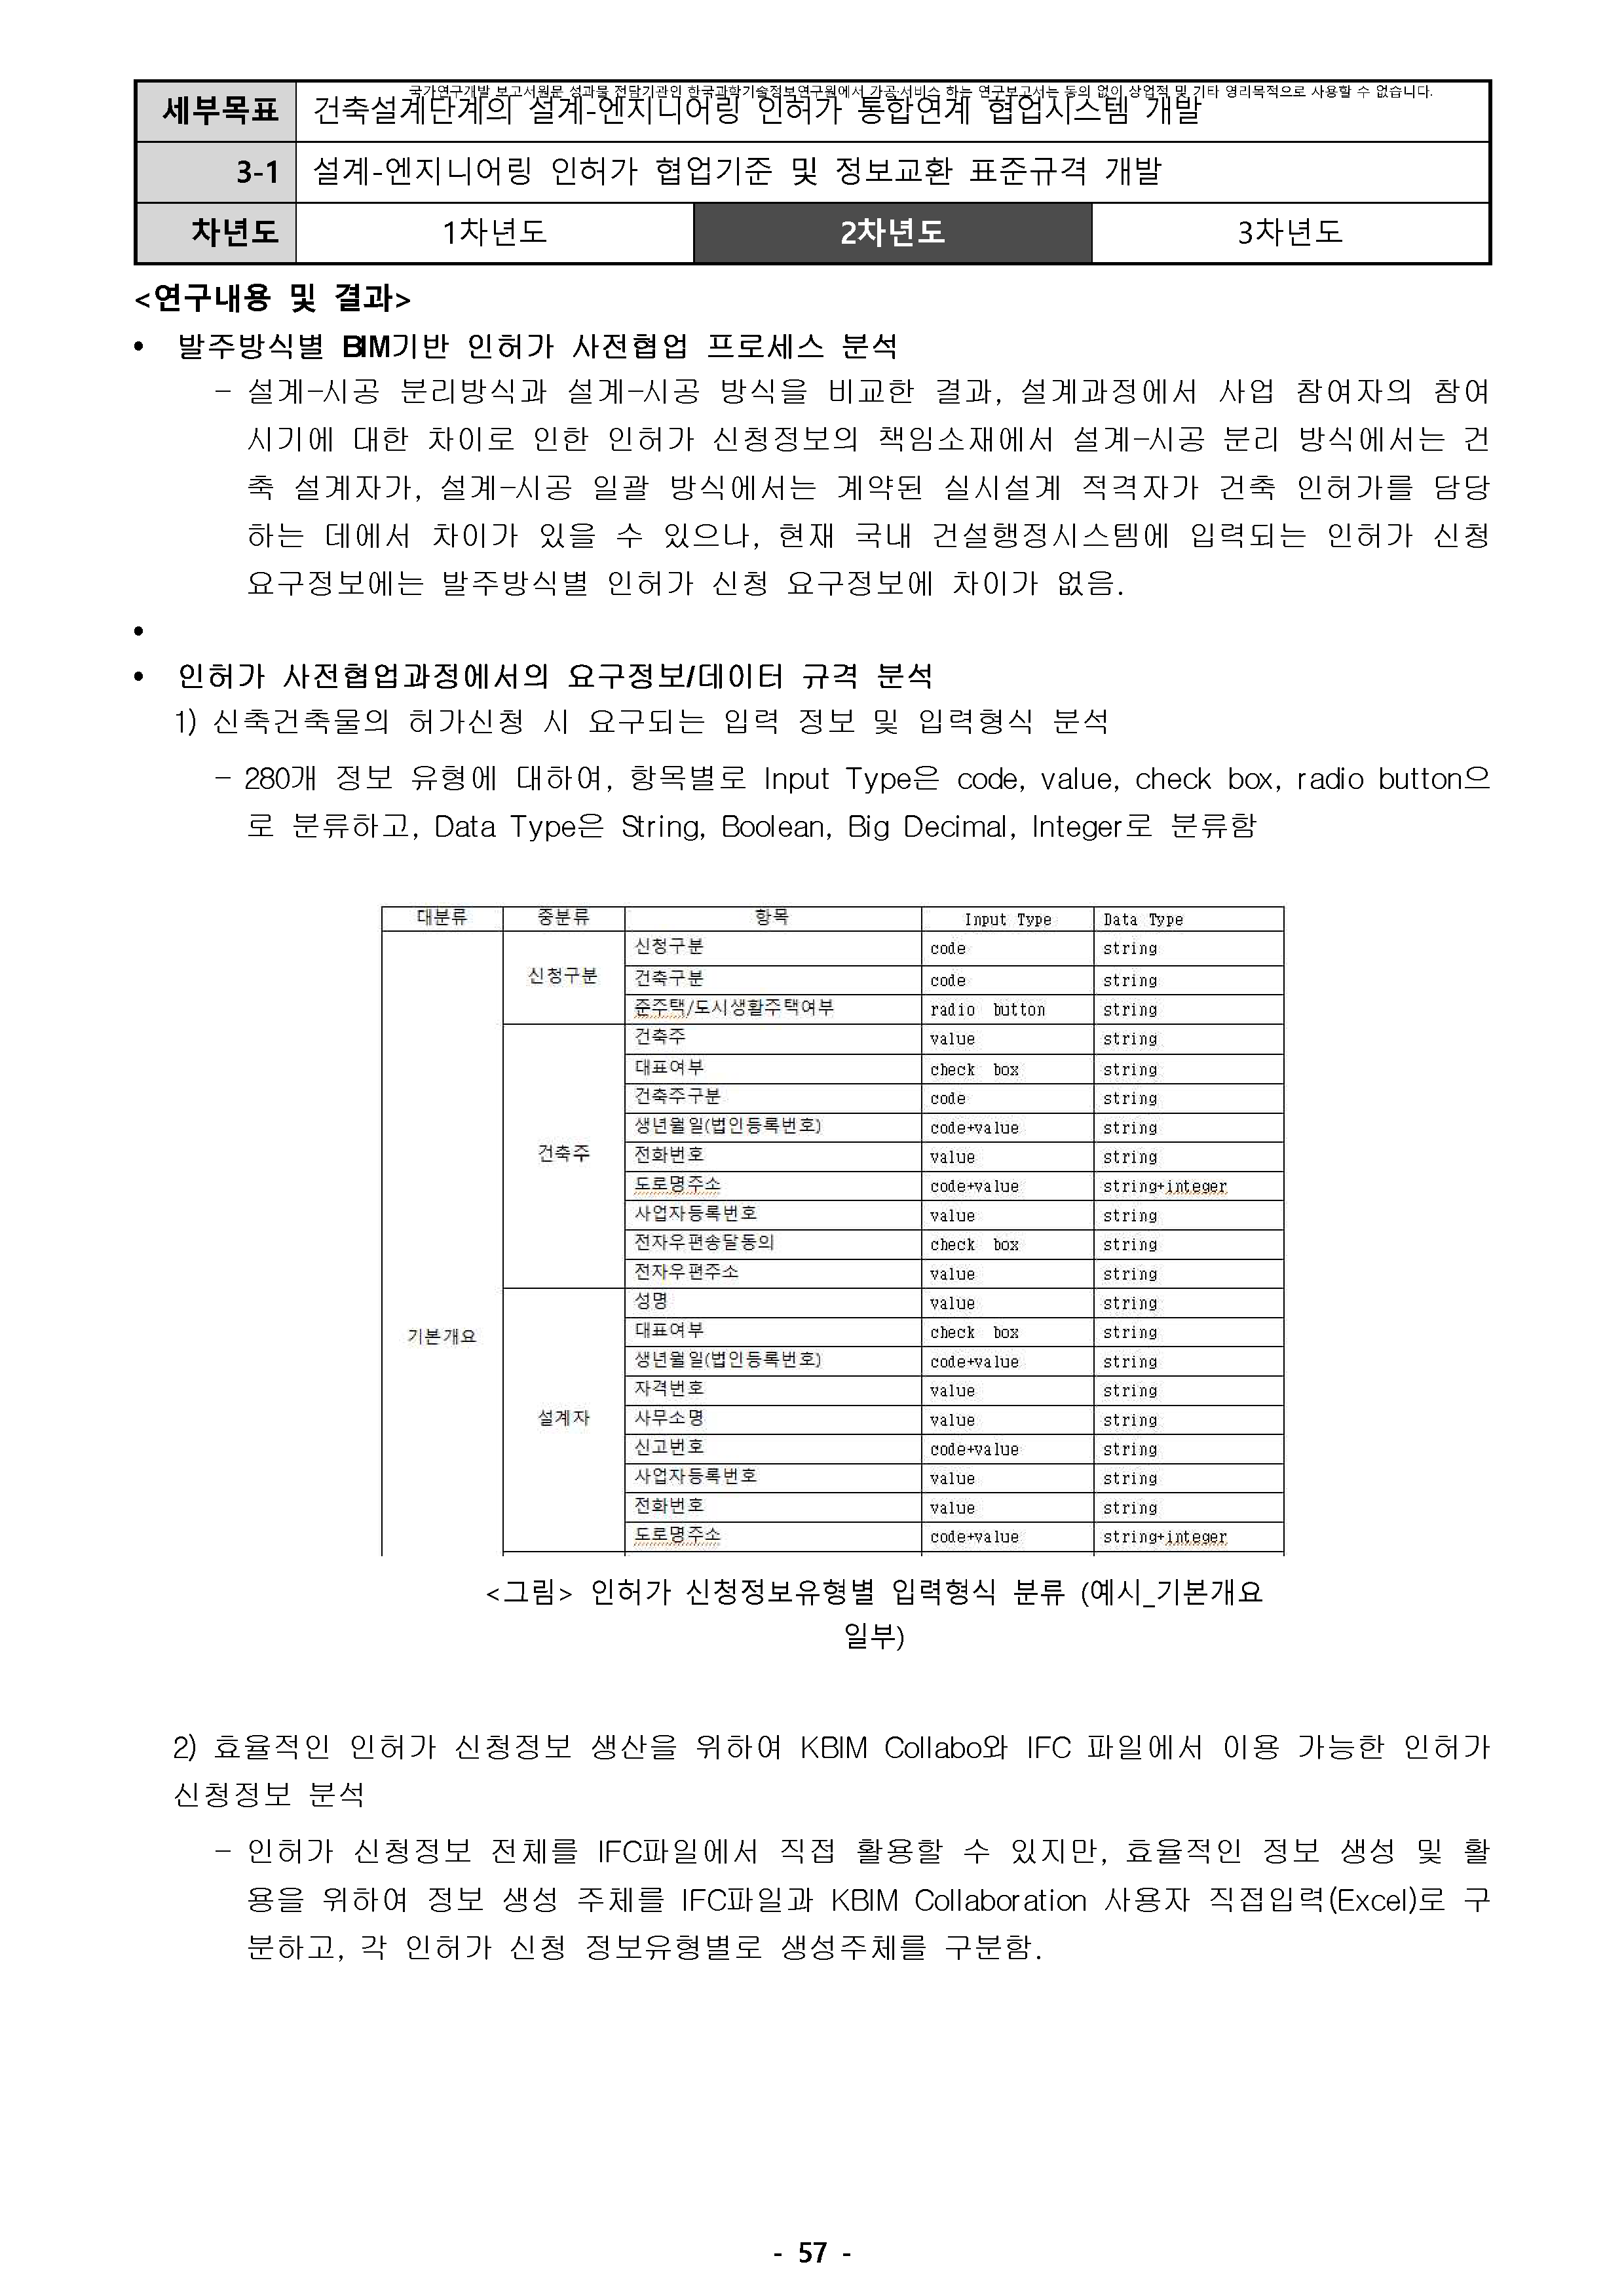 국가연구개발 보고서원문 성과물 전담기관인 한국과학기술정보연구원에서 가공·서비스 하는 연구보고서는 동의 없이 상업적 및 기타 영리목적으로 사용할 수 없습니다.
세부목표 건축설계단계의 설계-엔지니어링 인허가 통합연계 협업시스템 개발
3-1 설계-엔지니어링 인허가 협업기준 및 정보교환 표준규격 개발
차년도 1차년도 2차년도 3차년도
<연구내용 및 결과>
• 발주방식별 BIM기반 인허가 사전협업 프로세스 분석
- 설계-시공 분리방식과 설계-시공 방식을 비교한 결과, 설계과정에서 사업 참여자의 참여
시기에 대한 차이로 인한 인허가 신청정보의 책임소재에서 설계-시공 분리 방식에서는 건
축 설계자가, 설계-시공 일괄 방식에서는 계약된 실시설계 적격자가 건축 인허가를 담당
하는 데에서 차이가 있을 수 있으나, 현재 국내 건설행정시스템에 입력되는 인허가 신청
요구정보에는 발주방식별 인허가 신청 요구정보에 차이가 없음.
•
• 인허가 사전협업과정에서의 요구정보/데이터 규격 분석
1) 신축건축물의 허가신청 시 요구되는 입력 정보 및 입력형식 분석
- 280개 정보 유형에 대하여, 항목별로 Input Type은 code, value, check box, radio button으
로 분류하고, Data Type은 String, Boolean, Big Decimal, Integer로 분류함
대분류 중분류 항목 Input Type Data Type
기본개요 신청구분 신청구분 code string
건축구분 code string
준주택/도시생활주택여부 radio button string
건축주 건축주 value string
대표여부 check box string
건축주구분 code string
생년월일(법인등록번호) code+value string
전화번호 value string
도로명주소 code+value string+integer
사업자등록번호 value string
전자우편송달동의 check box string
전자우편주소 value string
설계자 성명 value string
대표여부 check box string
생년월일(법인등록번호) code+value string
자격번호 value string
사무소명 value string
신고번호 code+value string
사업자등록번호 value string
전화번호 value string
도로명주소 code+value string+integer
<그림> 인허가 신청정보유형별 입력형식 분류 (예시_기본개요
일부)
2) 효율적인 인허가 신청정보 생산을 위하여 KBIM Collabo와 IFC 파일에서 이용 가능한 인허가
신청정보 분석
- 인허가 신청정보 전체를 IFC파일에서 직접 활용할 수 있지만, 효율적인 정보 생성 및 활
용을 위하여 정보 생성 주체를 IFC파일과 KBIM Collaboration 사용자 직접입력(Excel)로 구
분하고, 각 인허가 신청 정보유형별로 생성주체를 구분함.
- 57 -